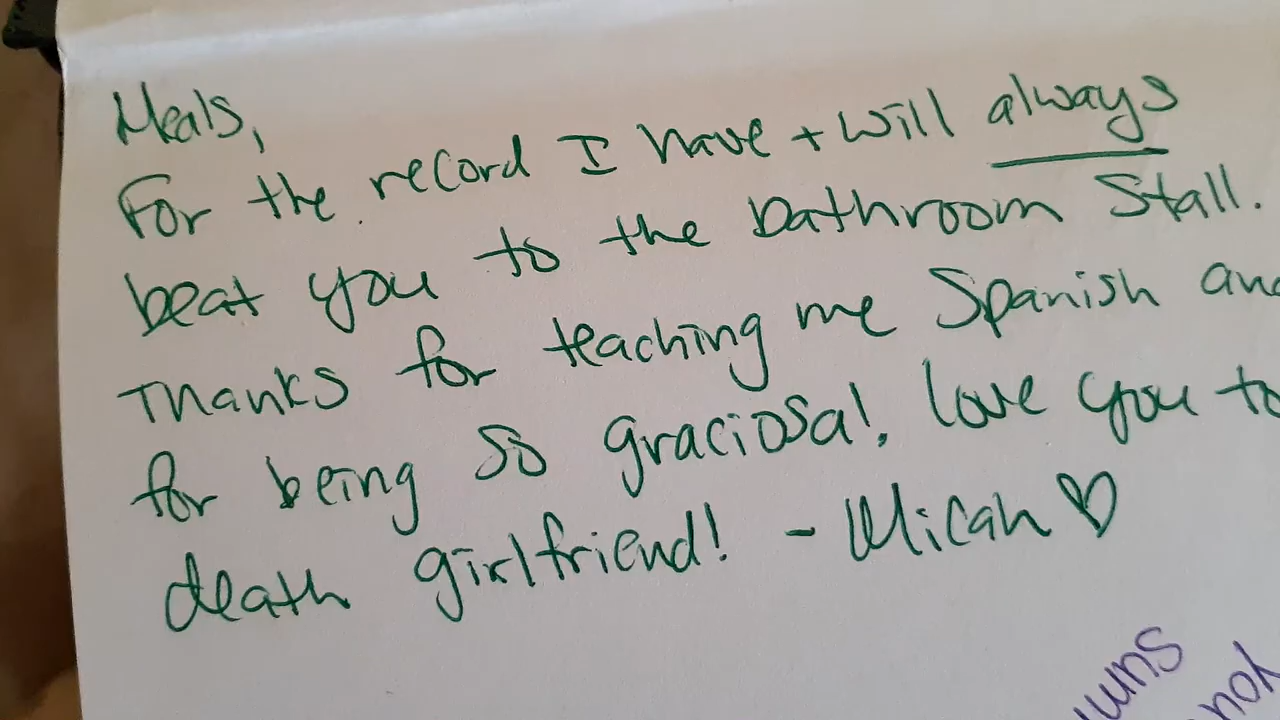 Meals,
For the record I have + will always
beat you to the bathroom stall.
Thanks for teaching me Spanish and
for being so graciosa! Love you to
death girlfriend! - Micah ♡